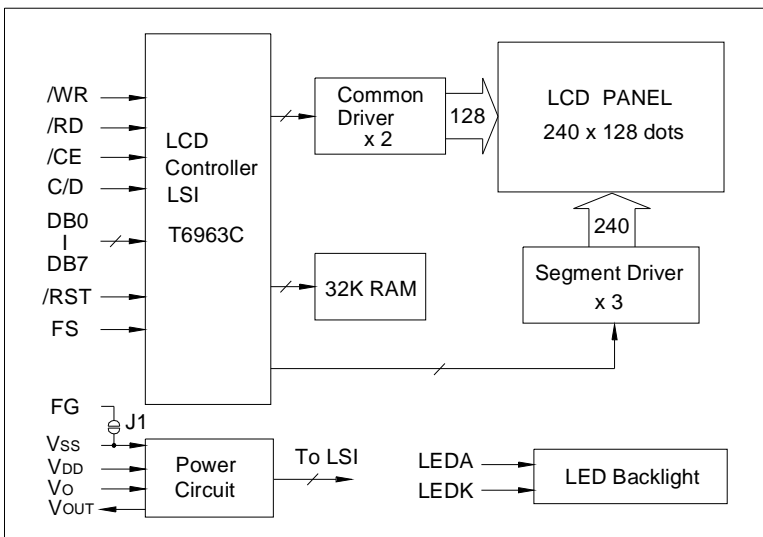 /WR
/RD
/CE
C/D
DB0
DB7
/RST
FS
LCD
Controller
LSI
T6963C
Common
Driver
x 2
128
LCD PANEL
240 x 128 dots
240
Segment Driver
x 3
32K RAM
FG
J1
VSS
VDD
VO
VOUT
Power
Circuit
To LSI
LEDA
LEDK
LED Backlight